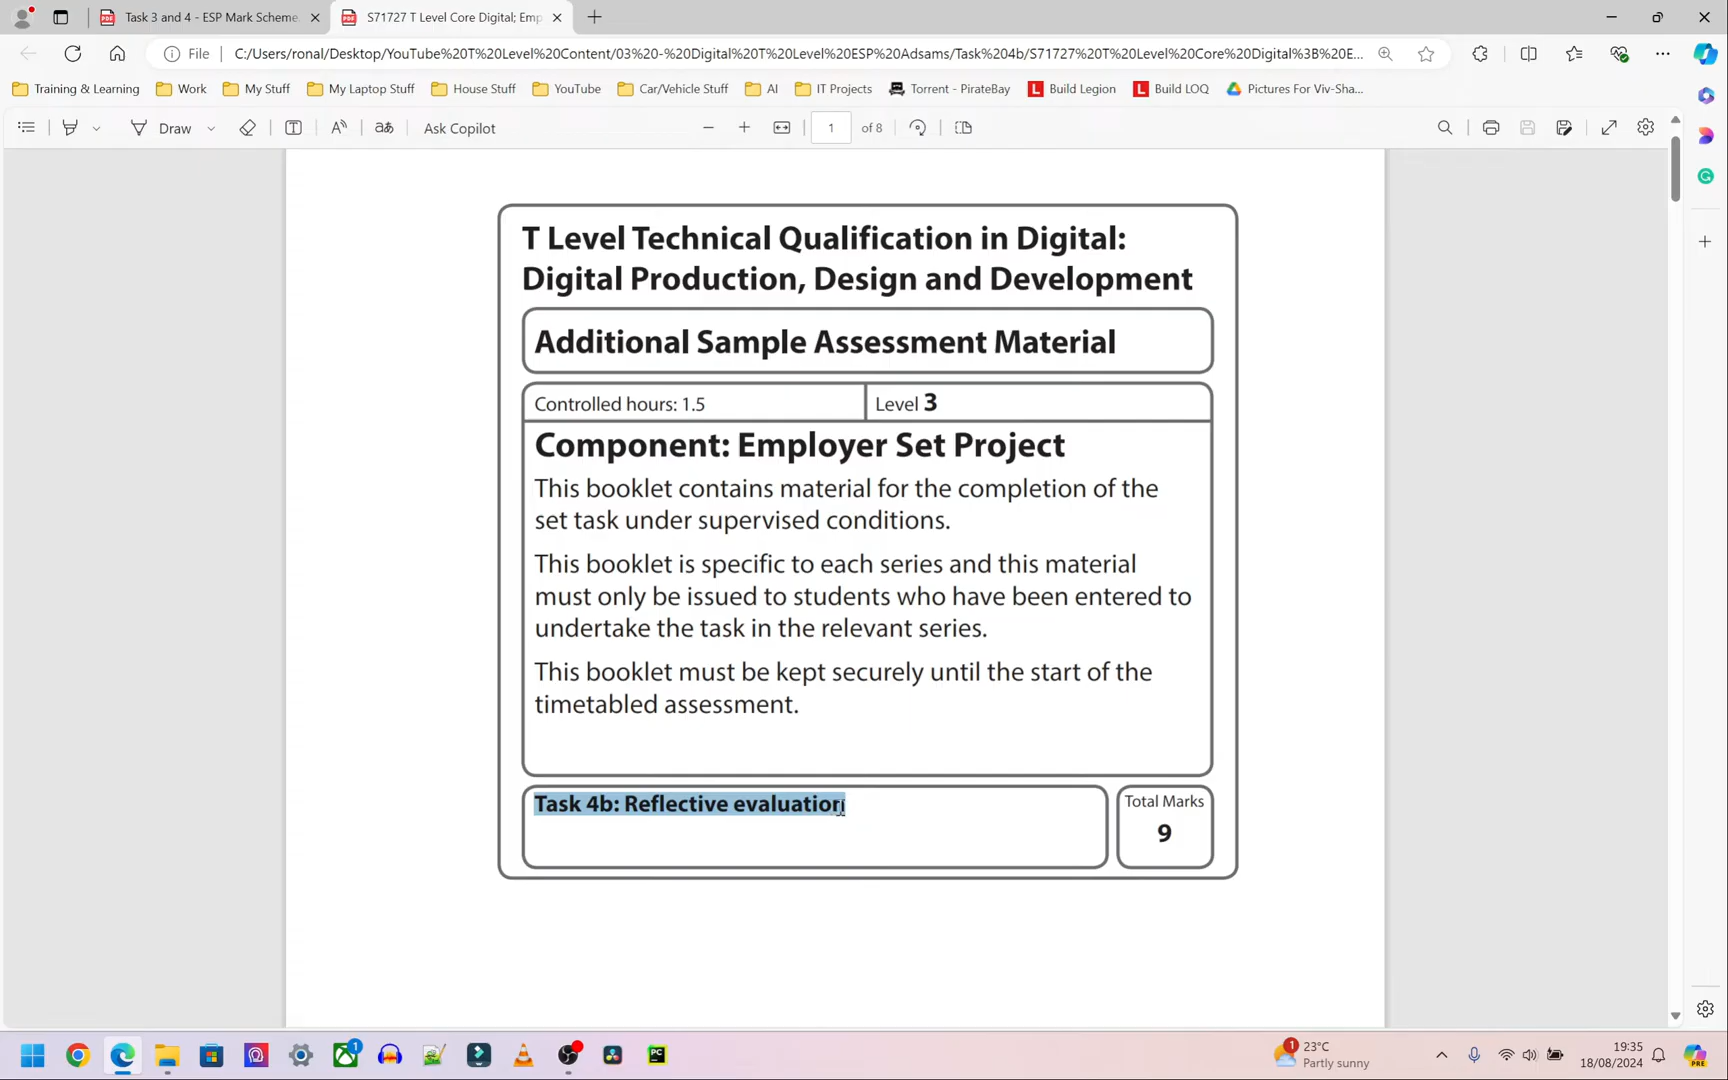 Task 3 and 4 - ESP Mark Scheme.
S71727 T Level Core Digital; Emp
File
C:/Users/ronal/Desktop/YouTube%20T%20Level%20Content/03%20-%20Digital%20T%20Level%20ESP%20Adsams/Task%204b/S71727%20T%20Level%20Core%20Digital%3B%20E...
Training & Learning
Work
My Stuff
My Laptop Stuff
House Stuff
YouTube
Car/Vehicle Stuff
AI
IT Projects
Torrent - PirateBay
Build Legion
Build LOQ
Pictures For Viv-Sha...
Draw
Ask Copilot
1
of 8
T Level Technical Qualification in Digital:
Digital Production, Design and Development
Additional Sample Assessment Material
Controlled hours: 1.5
Level 3
Component: Employer Set Project
This booklet contains material for the completion of the
set task under supervised conditions.
This booklet is specific to each series and this material
must only be issued to students who have been entered to
undertake the task in the relevant series.
This booklet must be kept securely until the start of the
timetabled assessment.
Task 4b: Reflective evaluation
Total Marks
9
1
PC
1
23°C
Partly sunny
19:35
18/08/2024
PRE